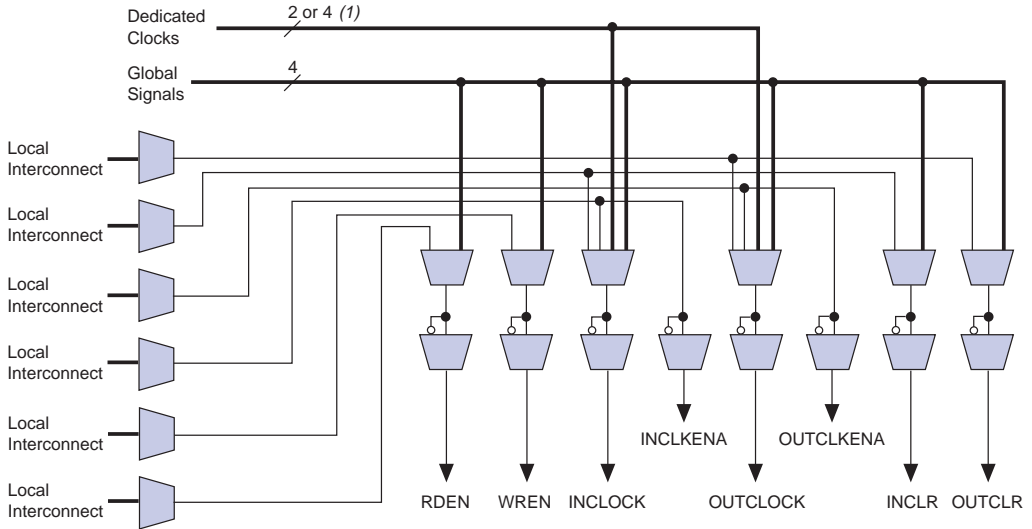 Dedicated
Clocks
2 or 4 (1)
Global
Signals
4
Local
Interconnect
Local
Interconnect
Local
Interconnect
Local
Interconnect
Local
Interconnect
Local
Interconnect
INCLKENA
OUTCLKENA
RDEN
WREN
INCLOCK
OUTCLOCK
INCLR
OUTCLR